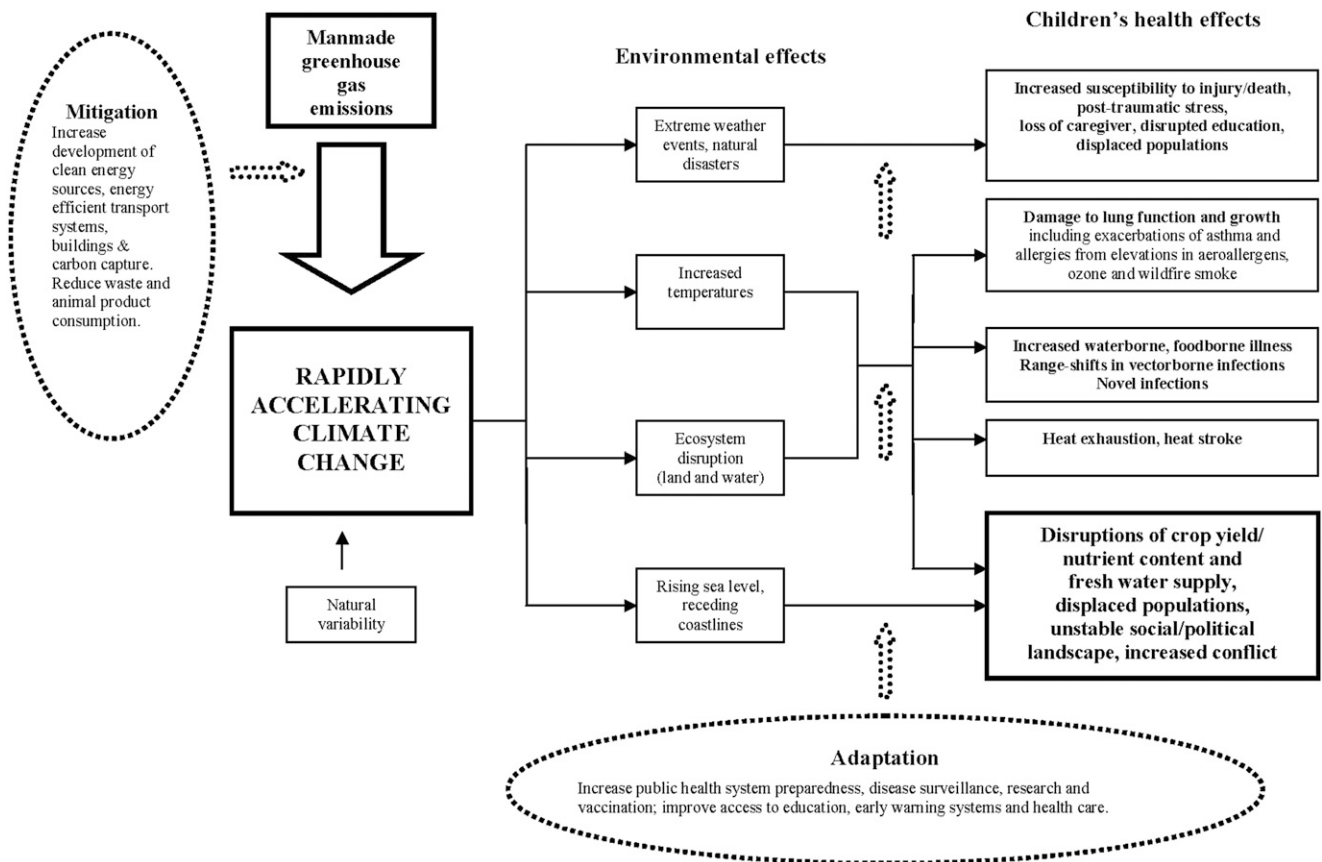 Children's health effects
Manmade
greenhouse
gas
emissions
Environmental effects
Mitigation
Increase
development of
clean energy
sources, energy
efficient transport
systems,
buildings &
carbon capture.
Reduce waste and
animal product
consumption.
RAPIDLY
ACCELERATING
CLIMATE
CHANGE
Natural
variability
Extreme weather
events, natural
disasters
Increased
temperatures
Ecosystem
disruption
(land and water)
Rising sea level,
receding
coastlines
Increased susceptibility to injury/death,
post-traumatic stress,
loss of caregiver, disrupted education,
displaced populations
Damage to lung function and growth
including exacerbations of asthma and
allergies from elevations in aeroallergens,
ozone and wildfire smoke
Increased waterborne, foodborne illness
Range-shifts in vectorborne infections
Novel infections
Heat exhaustion, heat stroke
Disruptions of crop yield/
nutrient content and
fresh water supply,
displaced populations,
unstable social/political
landscape, increased conflict
Adaptation
Increase public health system preparedness, disease surveillance, research and
vaccination; improve access to education, early warning systems and health care.